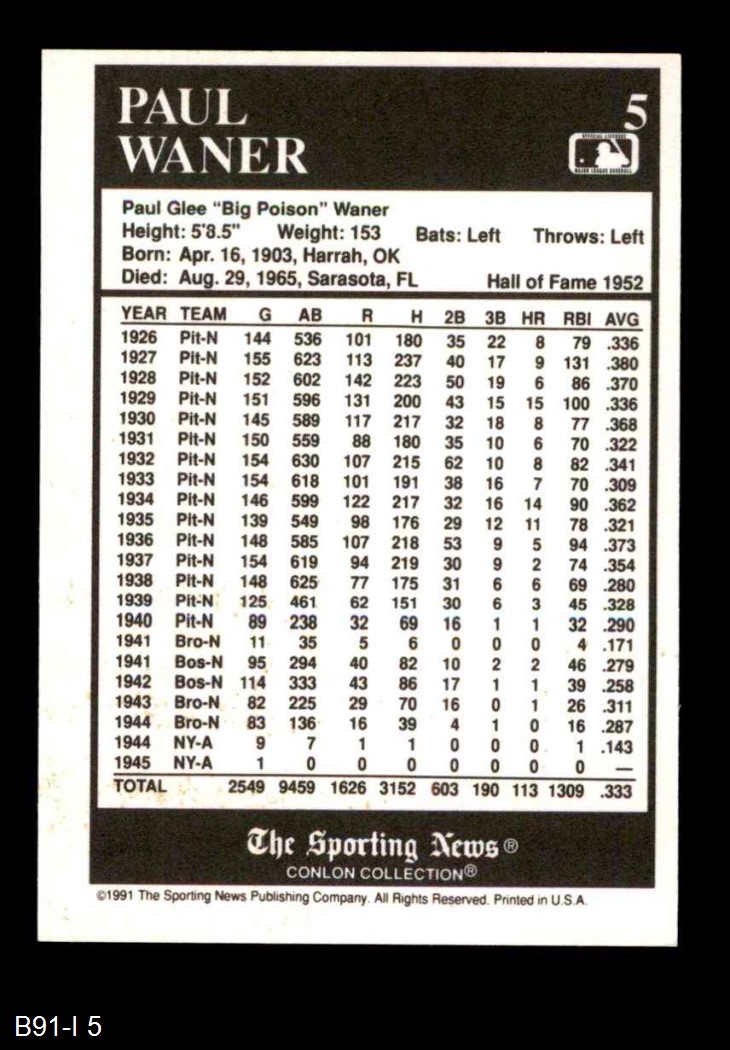 PAUL
WANER
5
OFFICIAL LICENSEE
MAJOR LEAGUE BASEBALL
Paul Glee "Big Poison" Waner
Height: 5'8.5" Weight: 153 Bats: Left Throws: Left
Born: Apr. 16, 1903, Harrah, OK
Died: Aug. 29, 1965, Sarasota, FL Hall of Fame 1952
YEAR TEAM G AB R H 2B 3B HR RBI AVG
1926 Pit-N 144 536 101 180 35 22 8 79 .336
1927 Pit-N 155 623 113 237 40 17 9 131 .380
1928 Pit-N 152 602 142 223 50 19 6 86 .370
1929 Pit-N 151 596 131 200 43 15 15 100 .336
1930 Pit-N 145 589 117 217 32 18 8 77 .368
1931 Pit-N 150 559 88 180 35 10 6 70 .322
1932 Pit-N 154 630 107 215 62 10 8 82 .341
1933 Pit-N 154 618 101 191 38 16 7 70 .309
1934 Pit-N 146 599 122 217 32 16 14 90 .362
1935 Pit-N 139 549 98 176 29 12 11 78 .321
1936 Pit-N 148 585 107 218 53 9 5 94 .373
1937 Pit-N 154 619 94 219 30 9 2 74 .354
1938 Pit-N 148 625 77 175 31 6 6 69 .280
1939 Pit-N 125 461 62 151 30 6 3 45 .328
1940 Pit-N 89 238 32 69 16 1 1 32 .290
1941 Bro-N 11 35 5 6 0 0 0 4 .171
1941 Bos-N 95 294 40 82 10 2 2 46 .279
1942 Bos-N 114 333 43 86 17 1 1 39 .258
1943 Bro-N 82 225 29 70 16 0 1 26 .311
1944 Bro-N 83 136 16 39 4 1 0 16 .287
1944 NY-A 9 7 1 1 0 0 0 1 .143
1945 NY-A 1 0 0 0 0 0 0 0 —
TOTAL 2549 9459 1626 3152 603 190 113 1309 .333
The Sporting News®
CONLON COLLECTION®
©1991 The Sporting News Publishing Company. All Rights Reserved. Printed in U.S.A.
B91-I 5